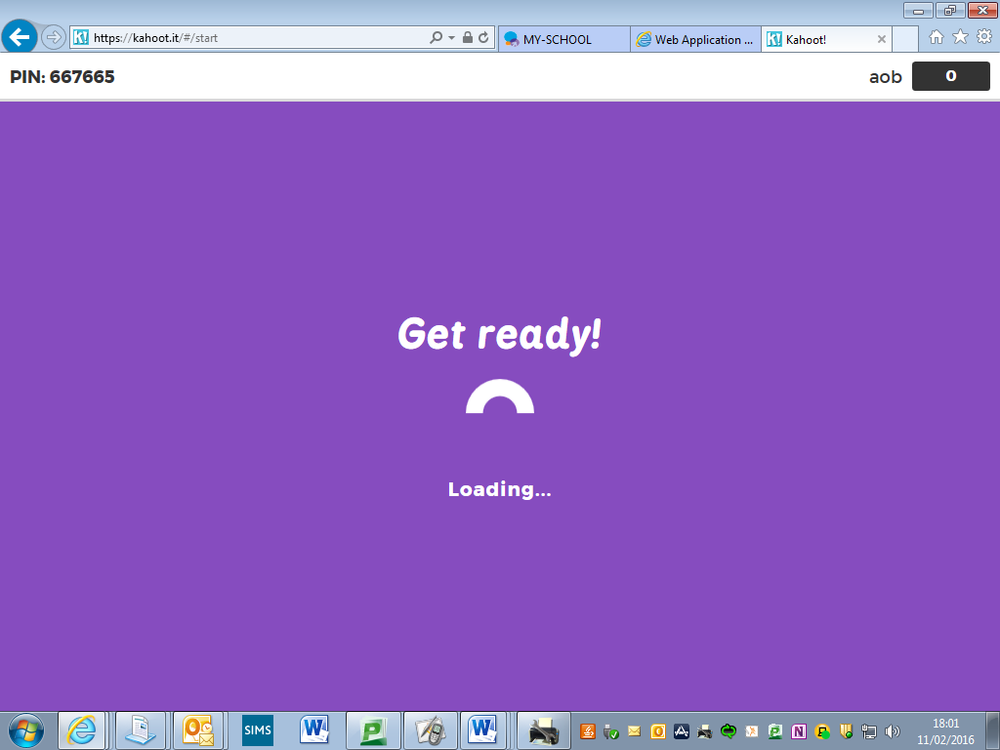 https://kahoot.it/#/start
MY-SCHOOL
Web Application ...
Kahoot!
PIN: 667665
aob
0
Get ready!
Loading...
SIMS
18:01
11/02/2016